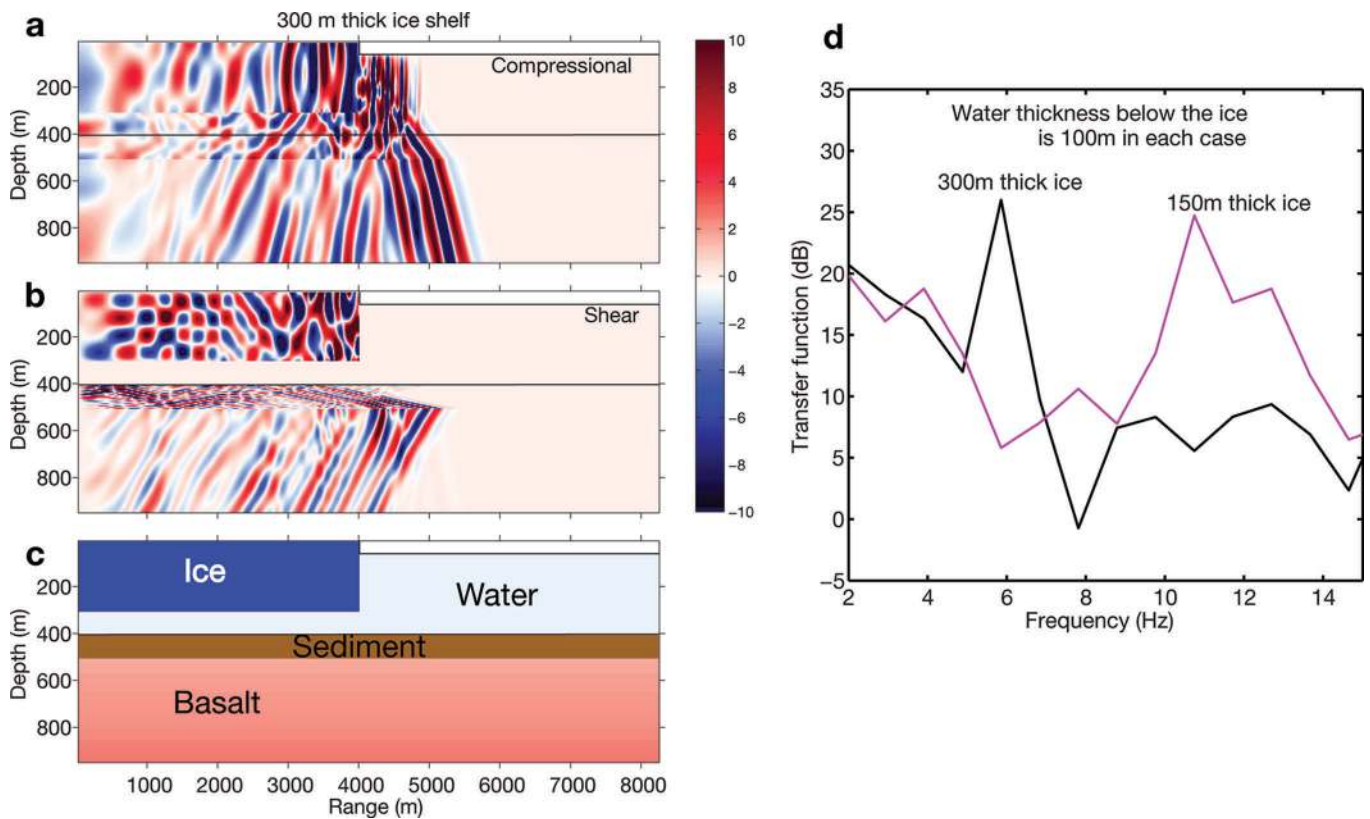 300 m thick ice shelf
a
Compressional
Depth (m)
200
400
600
800
10
8
6
4
2
0
−2
−4
−6
−8
−10
b
Shear
Depth (m)
200
400
600
800
c
Ice
Water
Sediment
Basalt
Depth (m)
200
400
600
800
1000 2000 3000 4000 5000 6000 7000 8000
Range (m)
d
Water thickness below the ice
is 100m in each case
300m thick ice
150m thick ice
Transfer function (dB)
35
30
25
20
15
10
5
0
−5
2 4 6 8 10 12 14
Frequency (Hz)